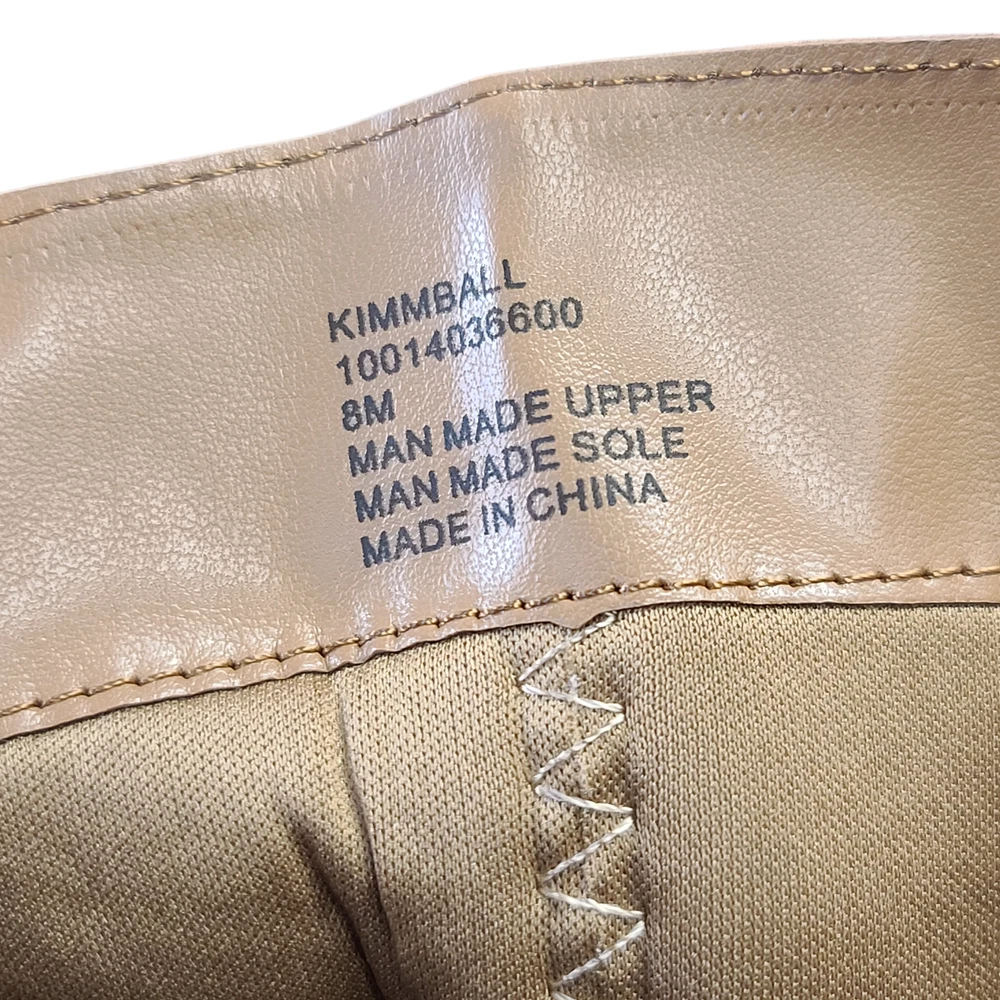 KIMMBALL
10014036600
8M
MAN MADE UPPER
MAN MADE SOLE
MADE IN CHINA